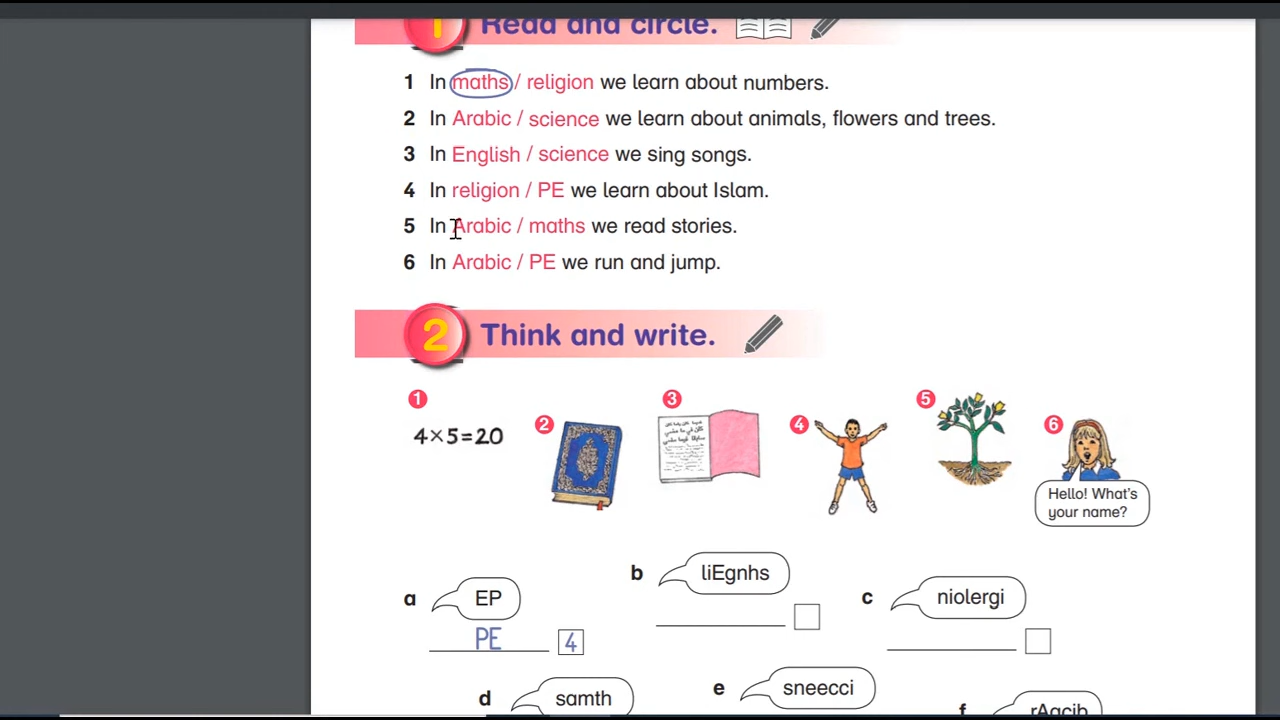 1 Read and circle.
1 In maths / religion we learn about numbers.
2 In Arabic / science we learn about animals, flowers and trees.
3 In English / science we sing songs.
4 In religion / PE we learn about Islam.
5 In Arabic / maths we read stories.
6 In Arabic / PE we run and jump.
2 Think and write.
1 2 3 4 5 6
4×5=20
Hello! What's
your name?
a EP
PE 4
b liEgnhs
c niolergi
d samth
e sneecci
f